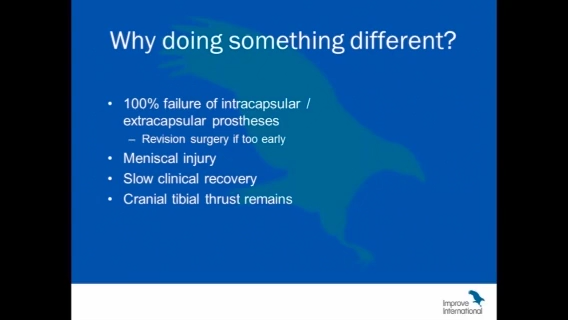 Why doing something different?
• 100% failure of intracapsular /
extracapsular prostheses
– Revision surgery if too early
• Meniscal injury
• Slow clinical recovery
• Cranial tibial thrust remains
Improve
International